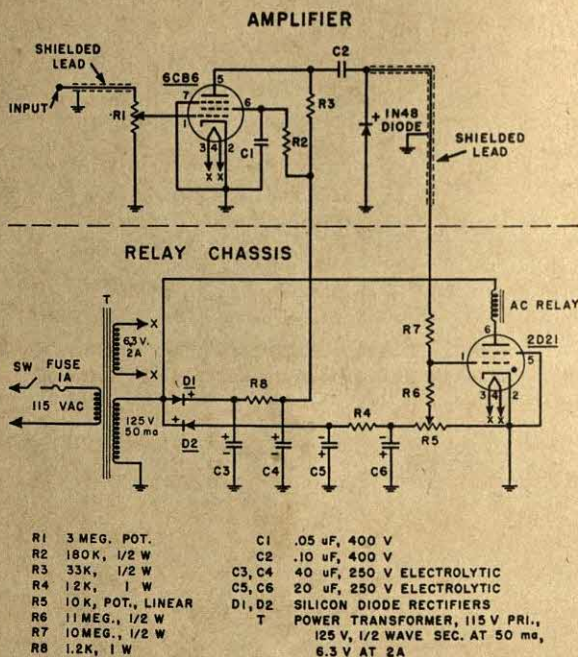 AMPLIFIER
SHIELDED
LEAD
INPUT
R1
6CB6
7
5
6
1
3
4
2
X
X
C1
R2
R3
C2
+
1N48
DIODE
SHIELDED
LEAD
RELAY CHASSIS
T
X
6.3 V.
2A
X
SW
FUSE
1A
115 VAC
125 V
50 ma
D1
+
D2
+
R8
R4
R5
R6
R7
+
-
C3
+
-
C4
-
+
C5
-
+
C6
AC RELAY
6
2D21
1
5
3
4
2
X
X
R1 3 MEG. POT.
R2 180K, 1/2 W
R3 33K, 1/2 W
R4 12K, 1 W
R5 10K, POT., LINEAR
R6 11 MEG., 1/2 W
R7 10 MEG., 1/2 W
R8 1.2K, 1 W
C1 .05 uF, 400 V
C2 .10 uF, 400 V
C3, C4 40 uF, 250 V ELECTROLYTIC
C5, C6 20 uF, 250 V ELECTROLYTIC
D1, D2 SILICON DIODE RECTIFIERS
T POWER TRANSFORMER, 115 V PRI.,
125 V, 1/2 WAVE SEC. AT 50 ma,
6.3 V AT 2A